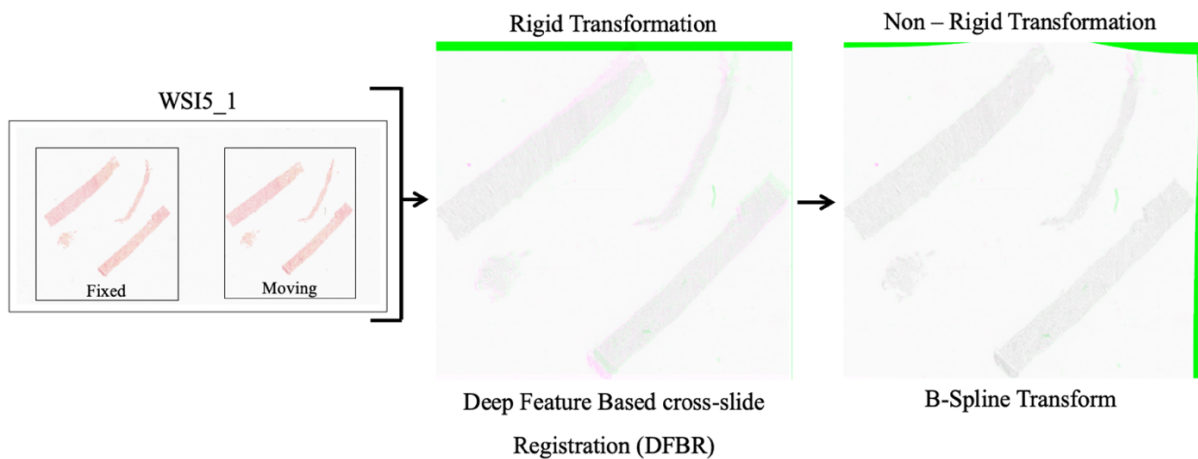 WSI5_1
Fixed
Moving
Rigid Transformation
Deep Feature Based cross-slide
Registration (DFBR)
Non – Rigid Transformation
B-Spline Transform